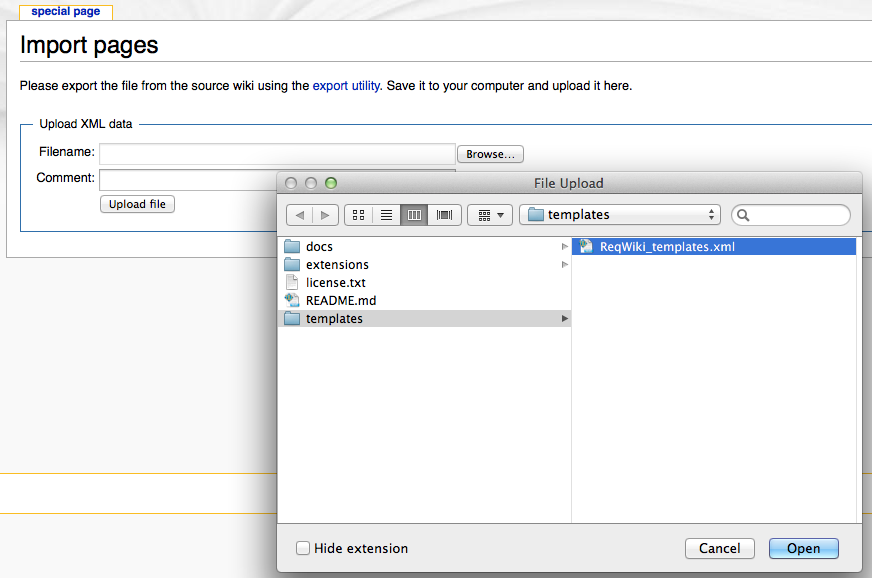 special page
Import pages
Please export the file from the source wiki using the export utility. Save it to your computer and upload it here.
Upload XML data
Filename:
Browse...
Comment:
Upload file
File Upload
templates
docs
extensions
license.txt
README.md
templates
ReqWiki_templates.xml
Hide extension
Cancel
Open